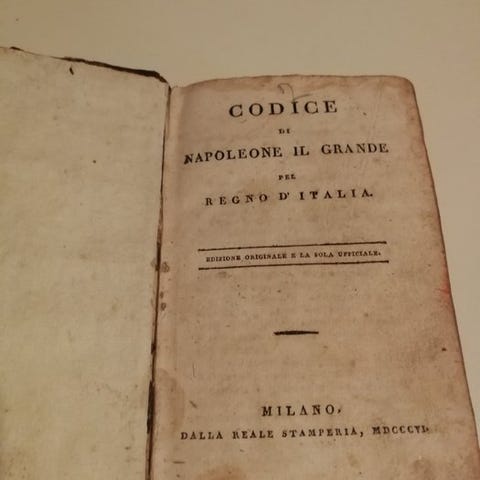 CODICE
DI
NAPOLEONE IL GRANDE
PEL
REGNO D'ITALIA.
EDIZIONE ORIGINALE E LA SOLA UFFICIALE.
MILANO,
DALLA REALE STAMPERIA, MDCCCVI.